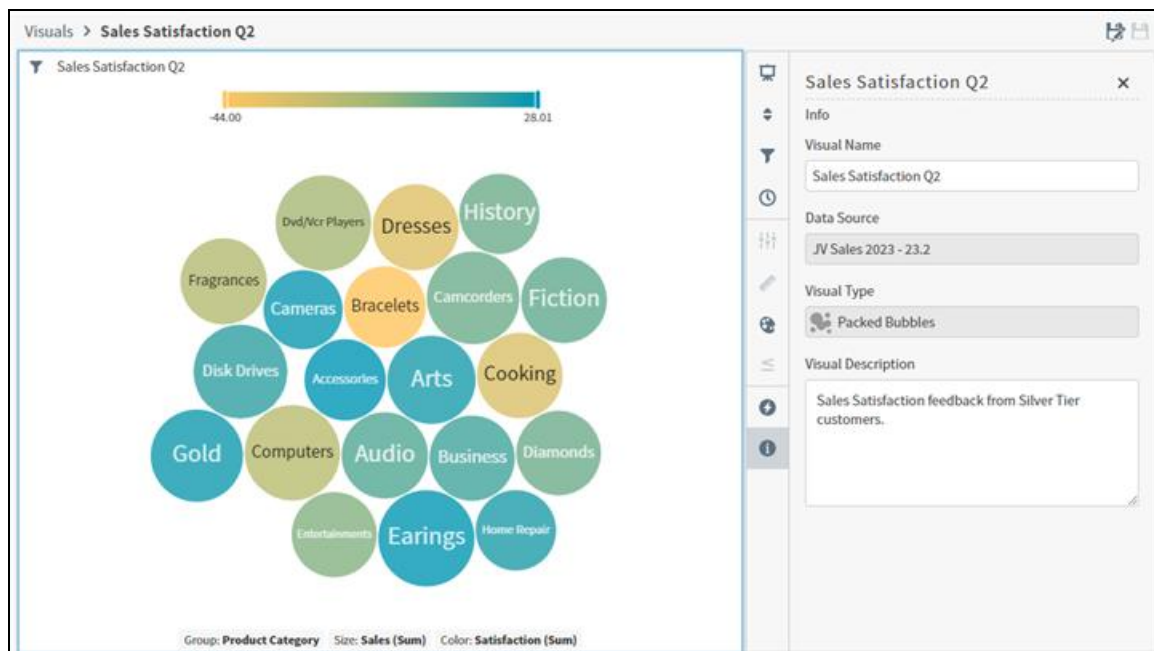 Visuals > Sales Satisfaction Q2
Sales Satisfaction Q2
-44.00
28.01
Dvd/Vcr Players
Dresses
History
Fragrances
Cameras
Bracelets
Camcorders
Fiction
Disk Drives
Accessories
Arts
Cooking
Gold
Computers
Audio
Business
Diamonds
Entertainments
Earings
Home Repair
Group: Product Category Size: Sales (Sum) Color: Satisfaction (Sum)
Sales Satisfaction Q2
Info
Visual Name
Sales Satisfaction Q2
Data Source
JV Sales 2023 - 23.2
Visual Type
Packed Bubbles
Visual Description
Sales Satisfaction feedback from Silver Tier
customers.